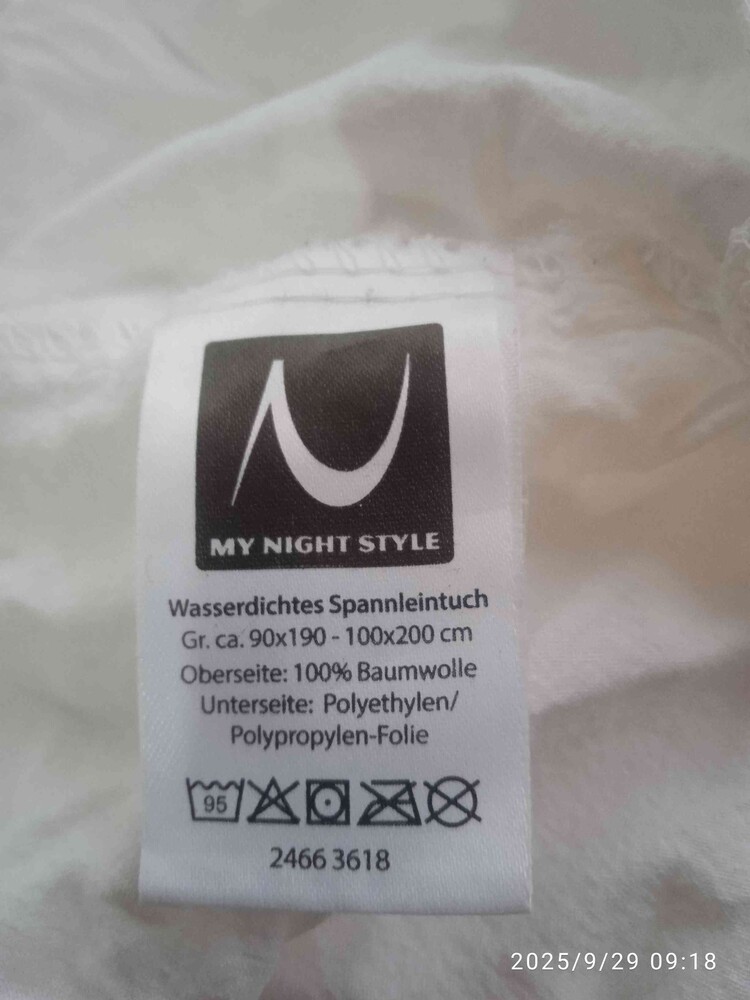 MY NIGHT STYLE
Wasserdichtes Spannleintuch
Gr. ca. 90x190 - 100x200 cm
Oberseite: 100% Baumwolle
Unterseite: Polyethylen/
Polypropylen-Folie
95
2466 3618
2025/9/29 09:18